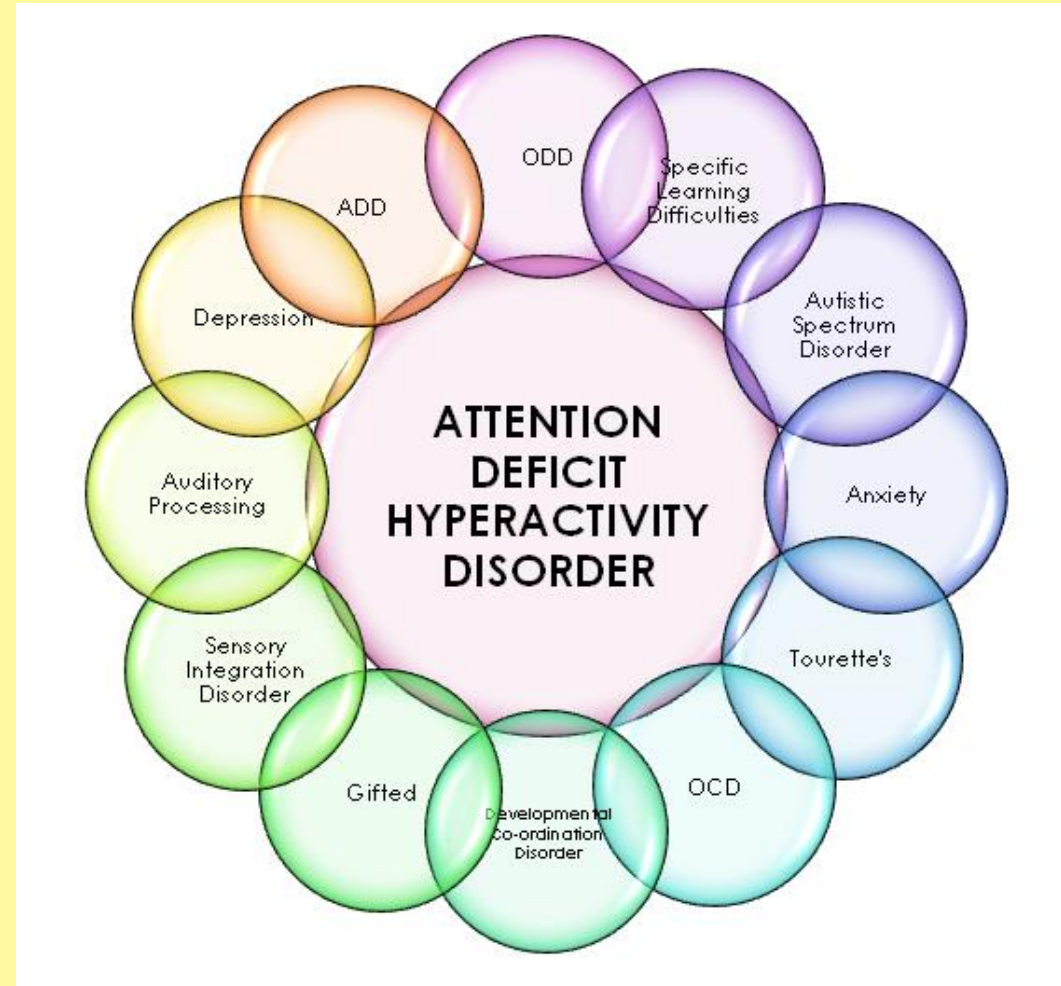 ODD
Specific
Learning
Difficulties
Autistic
Spectrum
Disorder
Anxiety
Tourette's
OCD
Developmental
Co-ordination
Disorder
Gifted
Sensory
Integration
Disorder
Auditory
Processing
Depression
ADD
ATTENTION
DEFICIT
HYPERACTIVITY
DISORDER